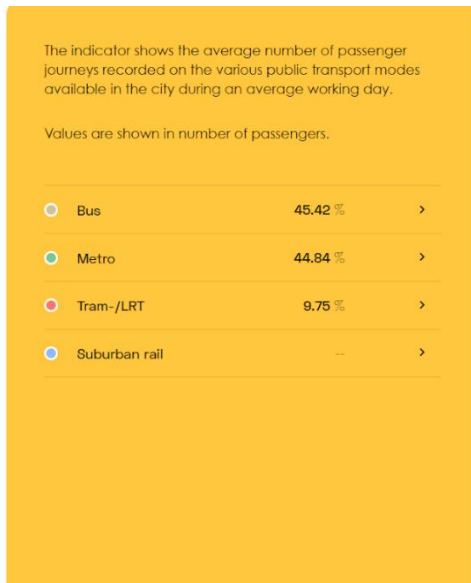 The indicator shows the average number of passenger
journeys recorded on the various public transport modes
available in the city during an average working day.
Values are shown in number of passengers.
Bus 45.42 %
Metro 44.84 %
Tram-/LRT 9.75 %
Suburban rail --